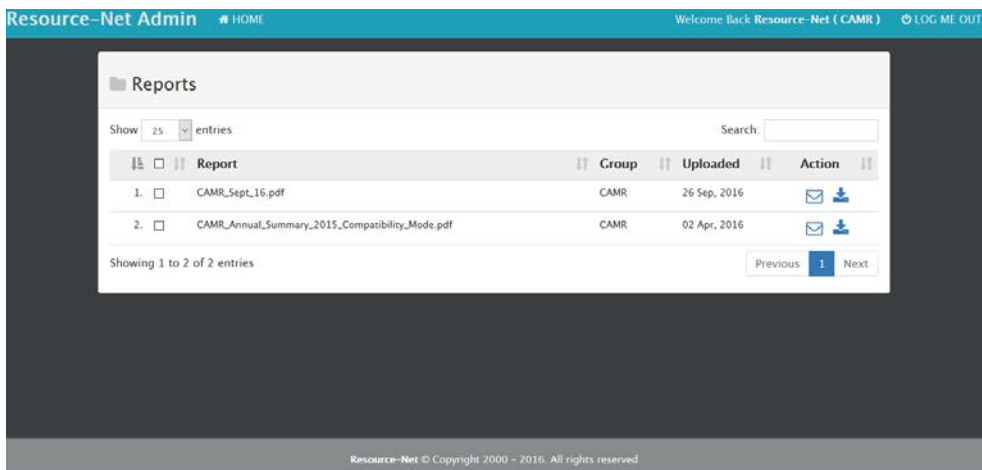 Resource-Net Admin HOME Welcome Back Resource-Net ( CAMR ) LOG ME OUT
Reports
Show 25 entries Search:
Report Group Uploaded Action
1. CAMR_Sept_16.pdf CAMR 26 Sep, 2016
2. CAMR_Annual_Summary_2015_Compatibility_Mode.pdf CAMR 02 Apr, 2016
Showing 1 to 2 of 2 entries Previous 1 Next
Resource-Net © Copyright 2000 - 2016. All rights reserved